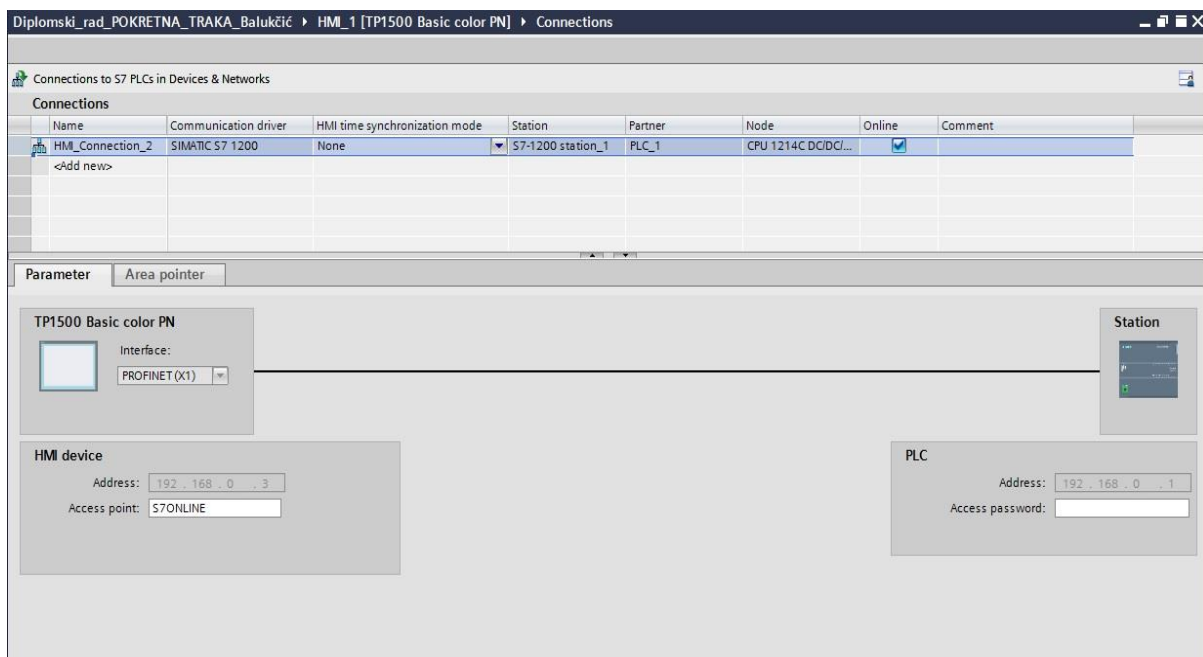 Diplomski_rad_POKRETNA_TRAKA_Balukčić ▸ HMI_1 [TP1500 Basic color PN] ▸ Connections
Connections to S7 PLCs in Devices & Networks
Connections
Name Communication driver HMI time synchronization mode Station Partner Node Online Comment
HMI_Connection_2 SIMATIC S7 1200 None S7-1200 station_1 PLC_1 CPU 1214C DC/DC/...
<Add new>
Parameter Area pointer
TP1500 Basic color PN Station
Interface:
PROFINET (X1)
HMI device PLC
Address: 192 . 168 . 0 . 3 Address: 192 . 168 . 0 . 1
Access point: S7ONLINE Access password: